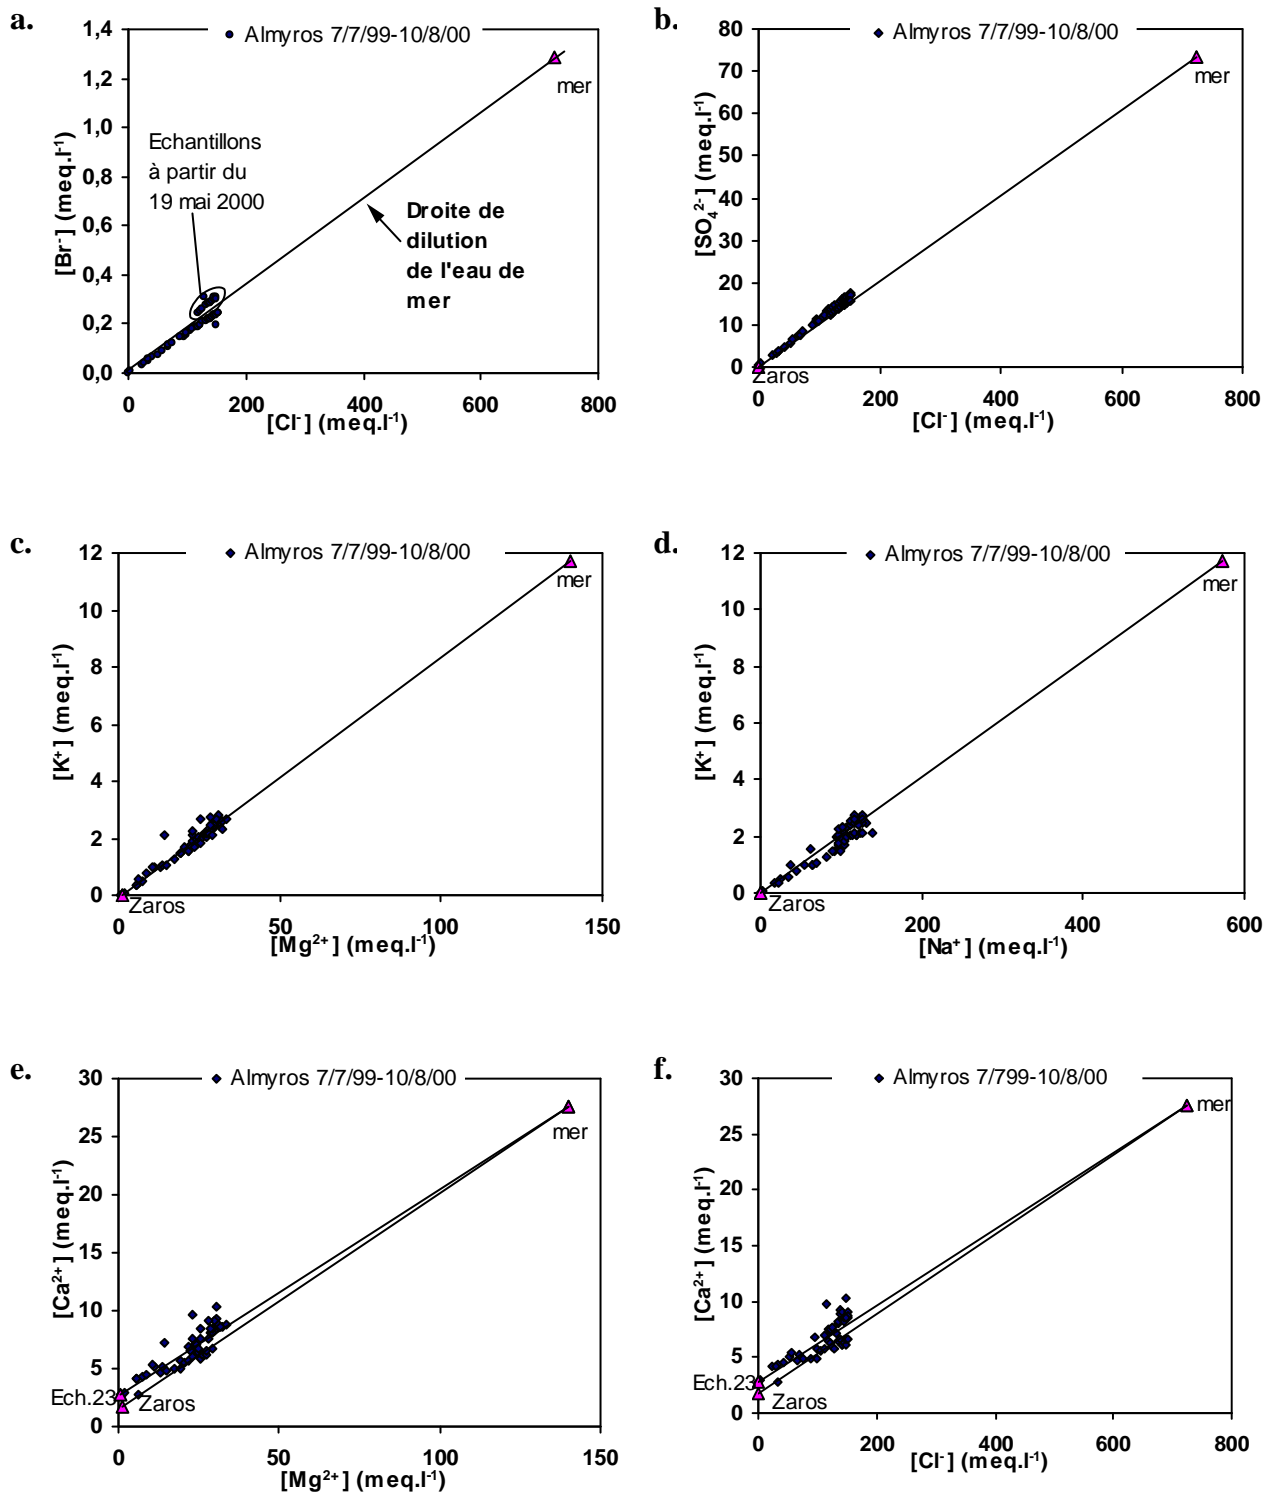 a.
Almyros 7/7/99-10/8/00
1,4
1,2
1,0
0,8
0,6
0,4
0,2
0,0
[Br-] (meq.l-1)
mer
Echantillons
à partir du
19 mai 2000
Droite de
dilution
de l'eau de
mer
0 200 400 600 800
[Cl-] (meq.l-1)
b.
Almyros 7/7/99-10/8/00
80
70
60
50
40
30
20
10
0
[SO42-] (meq.l-1)
mer
Zaros
0 200 400 600 800
[Cl-] (meq.l-1)
c.
Almyros 7/7/99-10/8/00
12
10
8
6
4
2
0
[K+] (meq.l-1)
mer
Zaros
0 50 100 150
[Mg2+] (meq.l-1)
d.
Almyros 7/7/99-10/8/00
12
10
8
6
4
2
0
[K+] (meq.l-1)
mer
Zaros
0 200 400 600
[Na+] (meq.l-1)
e.
Almyros 7/7/99-10/8/00
30
25
20
15
10
5
0
[Ca2+] (meq.l-1)
mer
Ech.23
Zaros
0 50 100 150
[Mg2+] (meq.l-1)
f.
Almyros 7/799-10/8/00
30
25
20
15
10
5
0
[Ca2+] (meq.l-1)
mer
Ech.23
Zaros
0 200 400 600 800
[Cl-] (meq.l-1)